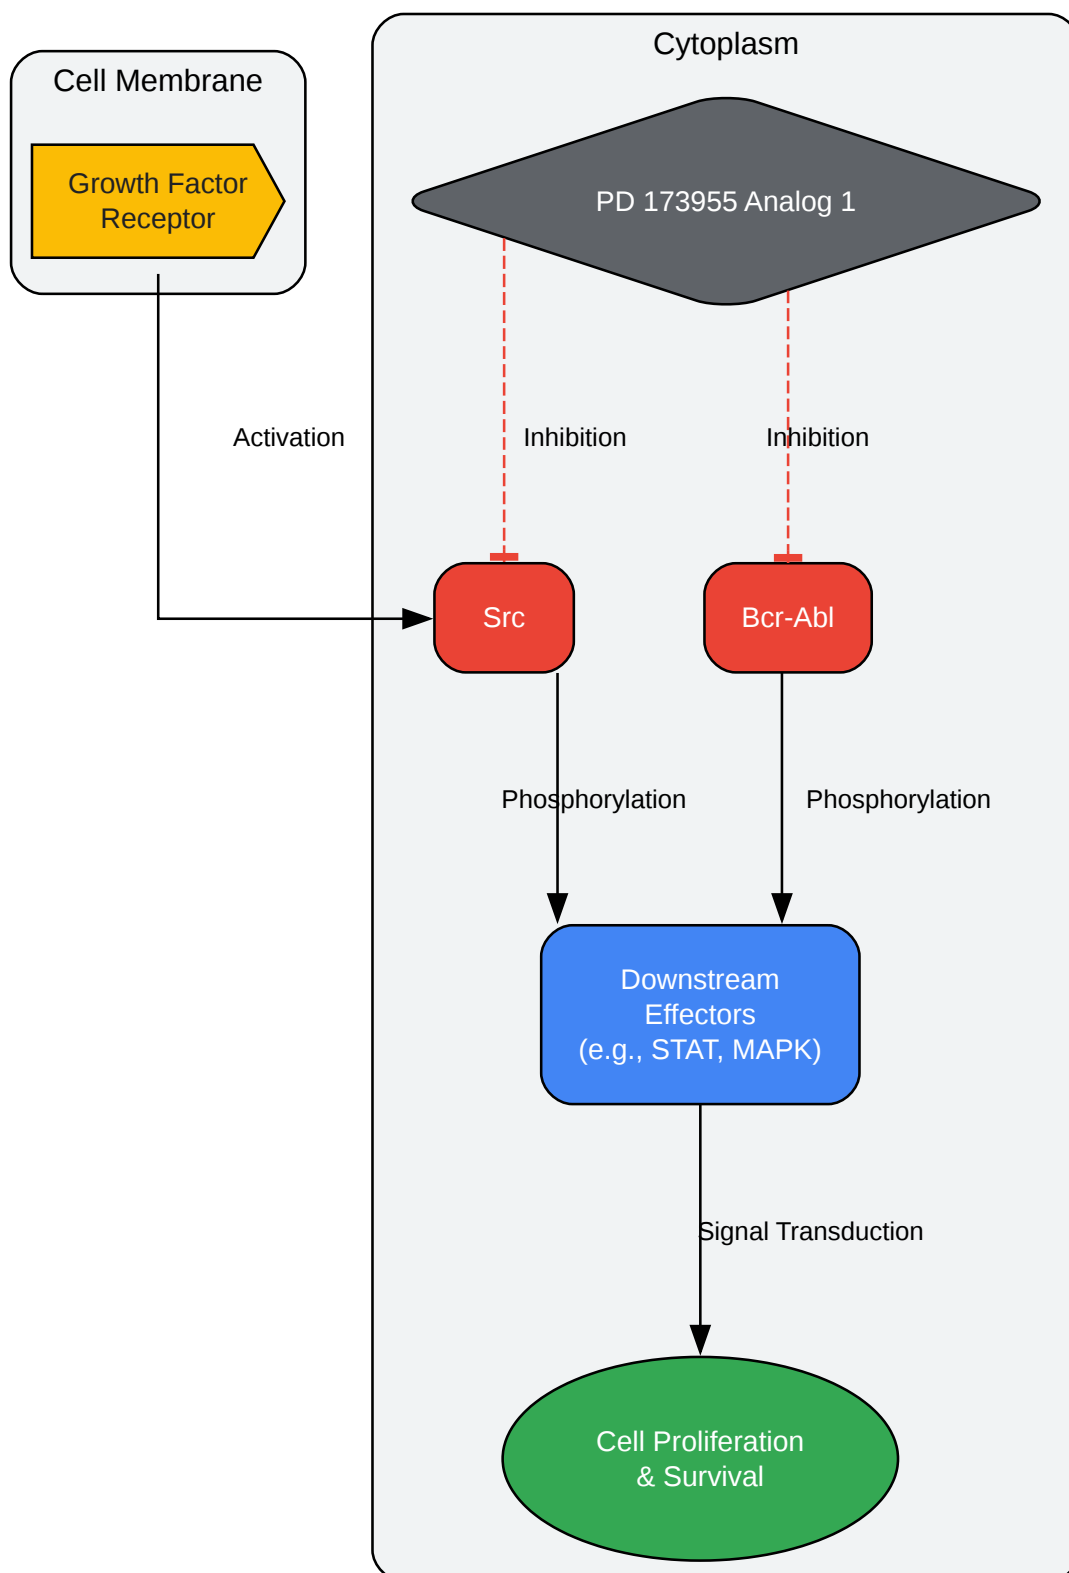 Cytoplasm
Cell Membrane
Growth Factor
Receptor
PD 173955 Analog 1
Activation
Inhibition
Inhibition
Src
Bcr-Abl
Phosphorylation
Phosphorylation
Downstream
Effectors
(e.g., STAT, MAPK)
Signal Transduction
Cell Proliferation
& Survival